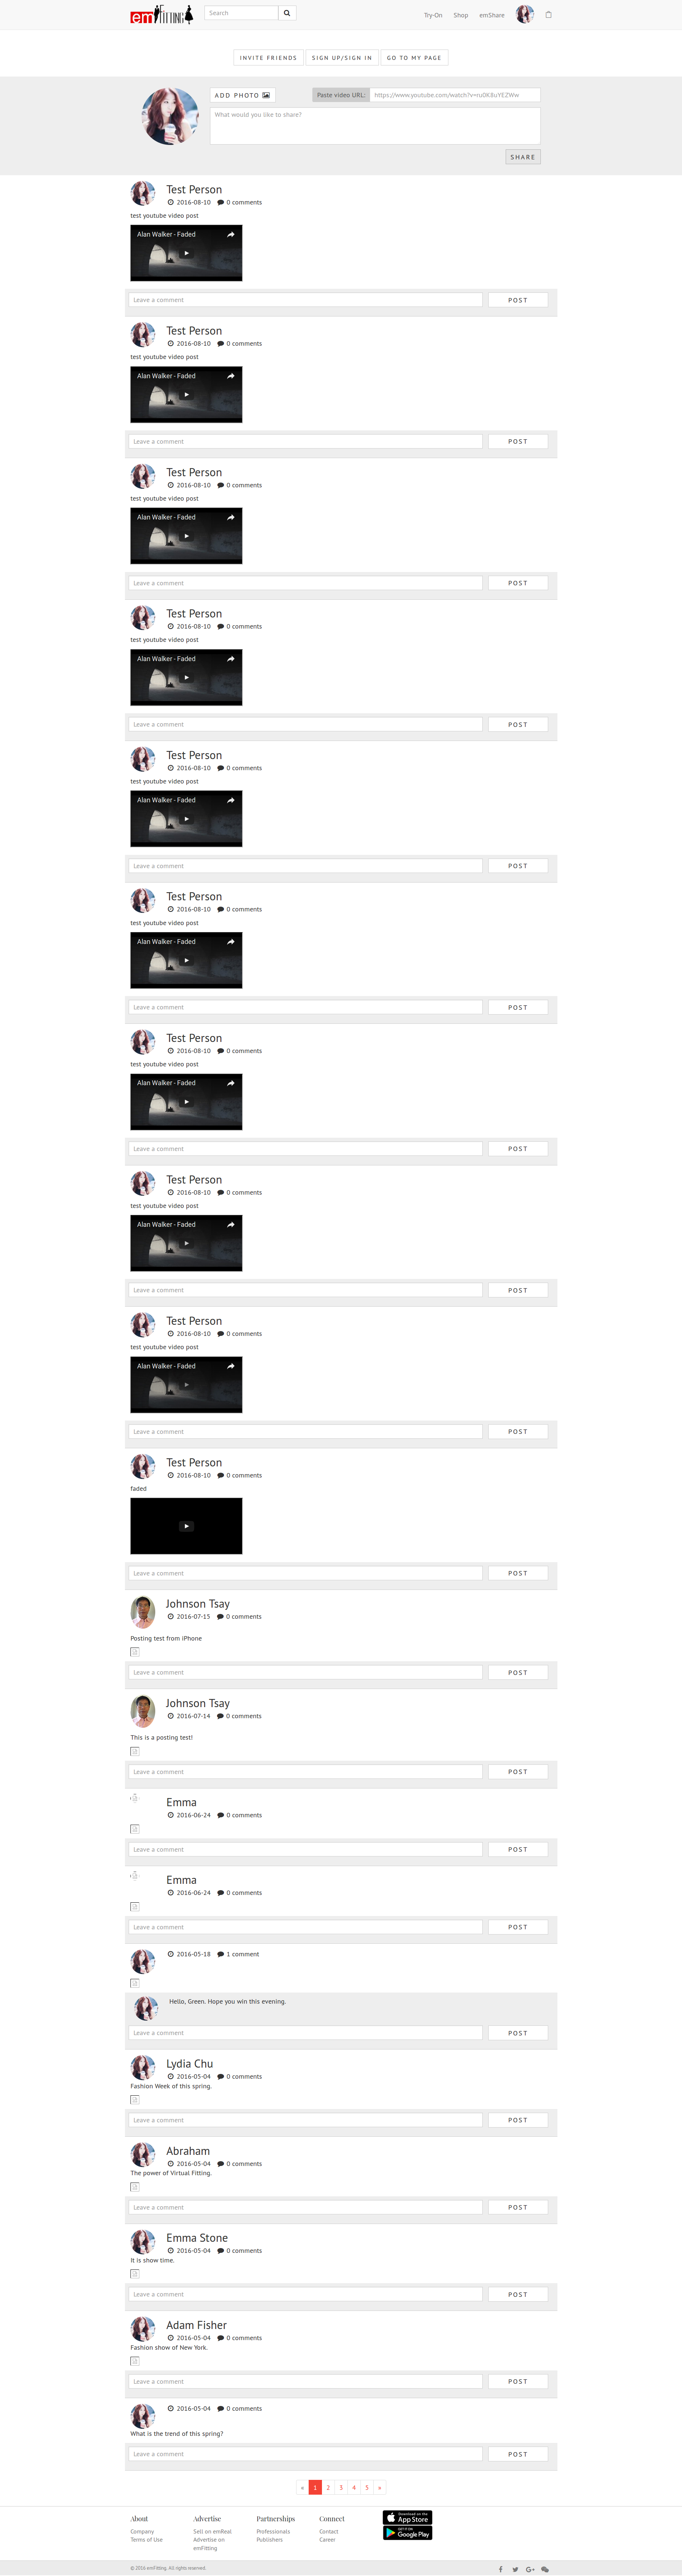 emFITTING
Search
Try-On Shop emShare
INVITE FRIENDS SIGN UP/SIGN IN GO TO MY PAGE
ADD PHOTO Paste video URL: https://www.youtube.com/watch?v=ru0K8uYEZWw
What would you like to share?
SHARE
Test Person
2016-08-10 0 comments
test youtube video post
Alan Walker - Faded
Leave a comment POST
Test Person
2016-08-10 0 comments
test youtube video post
Alan Walker - Faded
Leave a comment POST
Test Person
2016-08-10 0 comments
test youtube video post
Alan Walker - Faded
Leave a comment POST
Test Person
2016-08-10 0 comments
test youtube video post
Alan Walker - Faded
Leave a comment POST
Test Person
2016-08-10 0 comments
test youtube video post
Alan Walker - Faded
Leave a comment POST
Test Person
2016-08-10 0 comments
test youtube video post
Alan Walker - Faded
Leave a comment POST
Test Person
2016-08-10 0 comments
test youtube video post
Alan Walker - Faded
Leave a comment POST
Test Person
2016-08-10 0 comments
test youtube video post
Alan Walker - Faded
Leave a comment POST
Test Person
2016-08-10 0 comments
test youtube video post
Alan Walker - Faded
Leave a comment POST
Test Person
2016-08-10 0 comments
faded
Leave a comment POST
Johnson Tsay
2016-07-15 0 comments
Posting test from iPhone
Leave a comment POST
Johnson Tsay
2016-07-14 0 comments
This is a posting test!
Leave a comment POST
Emma
2016-06-24 0 comments
Leave a comment POST
Emma
2016-06-24 0 comments
Leave a comment POST
2016-05-18 1 comment
Hello, Green. Hope you win this evening.
Leave a comment POST
Lydia Chu
2016-05-04 0 comments
Fashion Week of this spring.
Leave a comment POST
Abraham
2016-05-04 0 comments
The power of Virtual Fitting.
Leave a comment POST
Emma Stone
2016-05-04 0 comments
It is show time.
Leave a comment POST
Adam Fisher
2016-05-04 0 comments
Fashion show of New York.
Leave a comment POST
2016-05-04 0 comments
What is the trend of this spring?
Leave a comment POST
« 1 2 3 4 5 »
About Advertise Partnerships Connect
Company Sell on emReal Professionals Contact
Terms of Use Advertise on Publishers Career
emFitting
Download on the
App Store
GET IT ON
Google Play
© 2016 emFitting. All rights reserved.